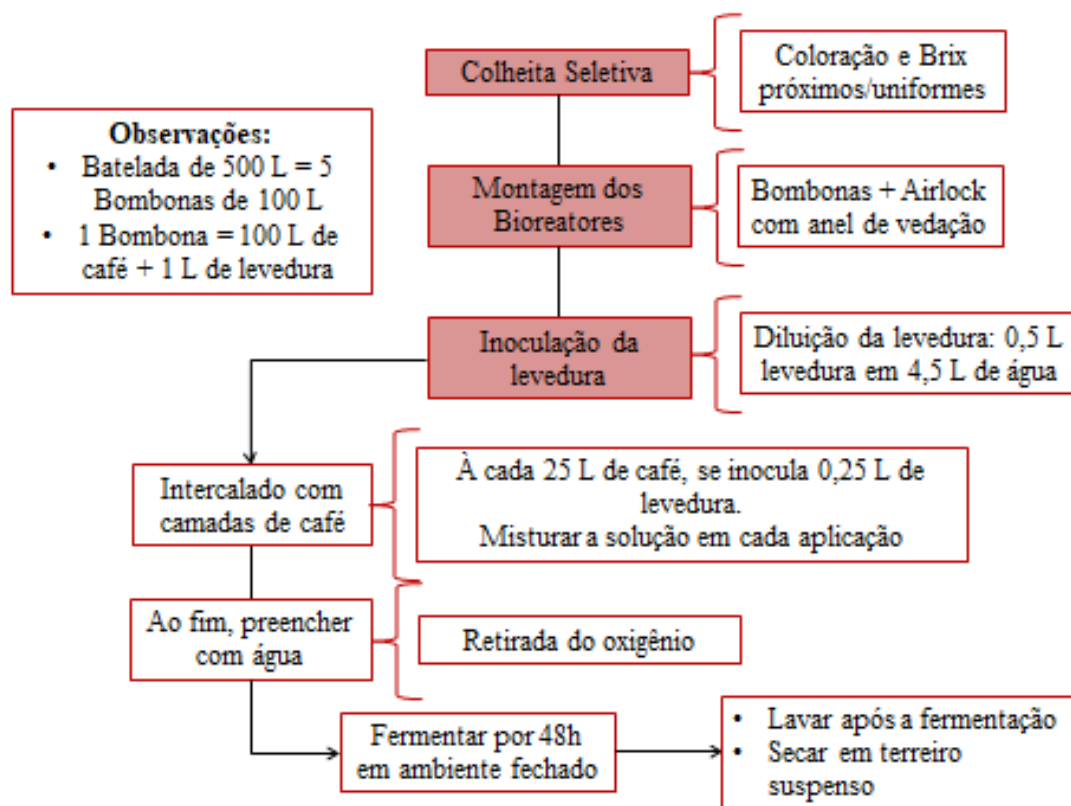 Colheita Seletiva
Coloração e Brix
próximos/uniformes
Observações:
• Batelada de 500 L = 5
Bombonas de 100 L
• 1 Bombona = 100 L de
café + 1 L de levedura
Montagem dos
Bioreatores
Bombonas + Airlock
com anel de vedação
Inoculação da
levedura
Diluição da levedura: 0,5 L
levedura em 4,5 L de água
Intercalado com
camadas de café
À cada 25 L de café, se inocula 0,25 L de
levedura.
Misturar a solução em cada aplicação
Ao fim, preencher
com água
Retirada do oxigênio
Fermentar por 48h
em ambiente fechado
• Lavar após a fermentação
• Secar em terreiro
suspenso